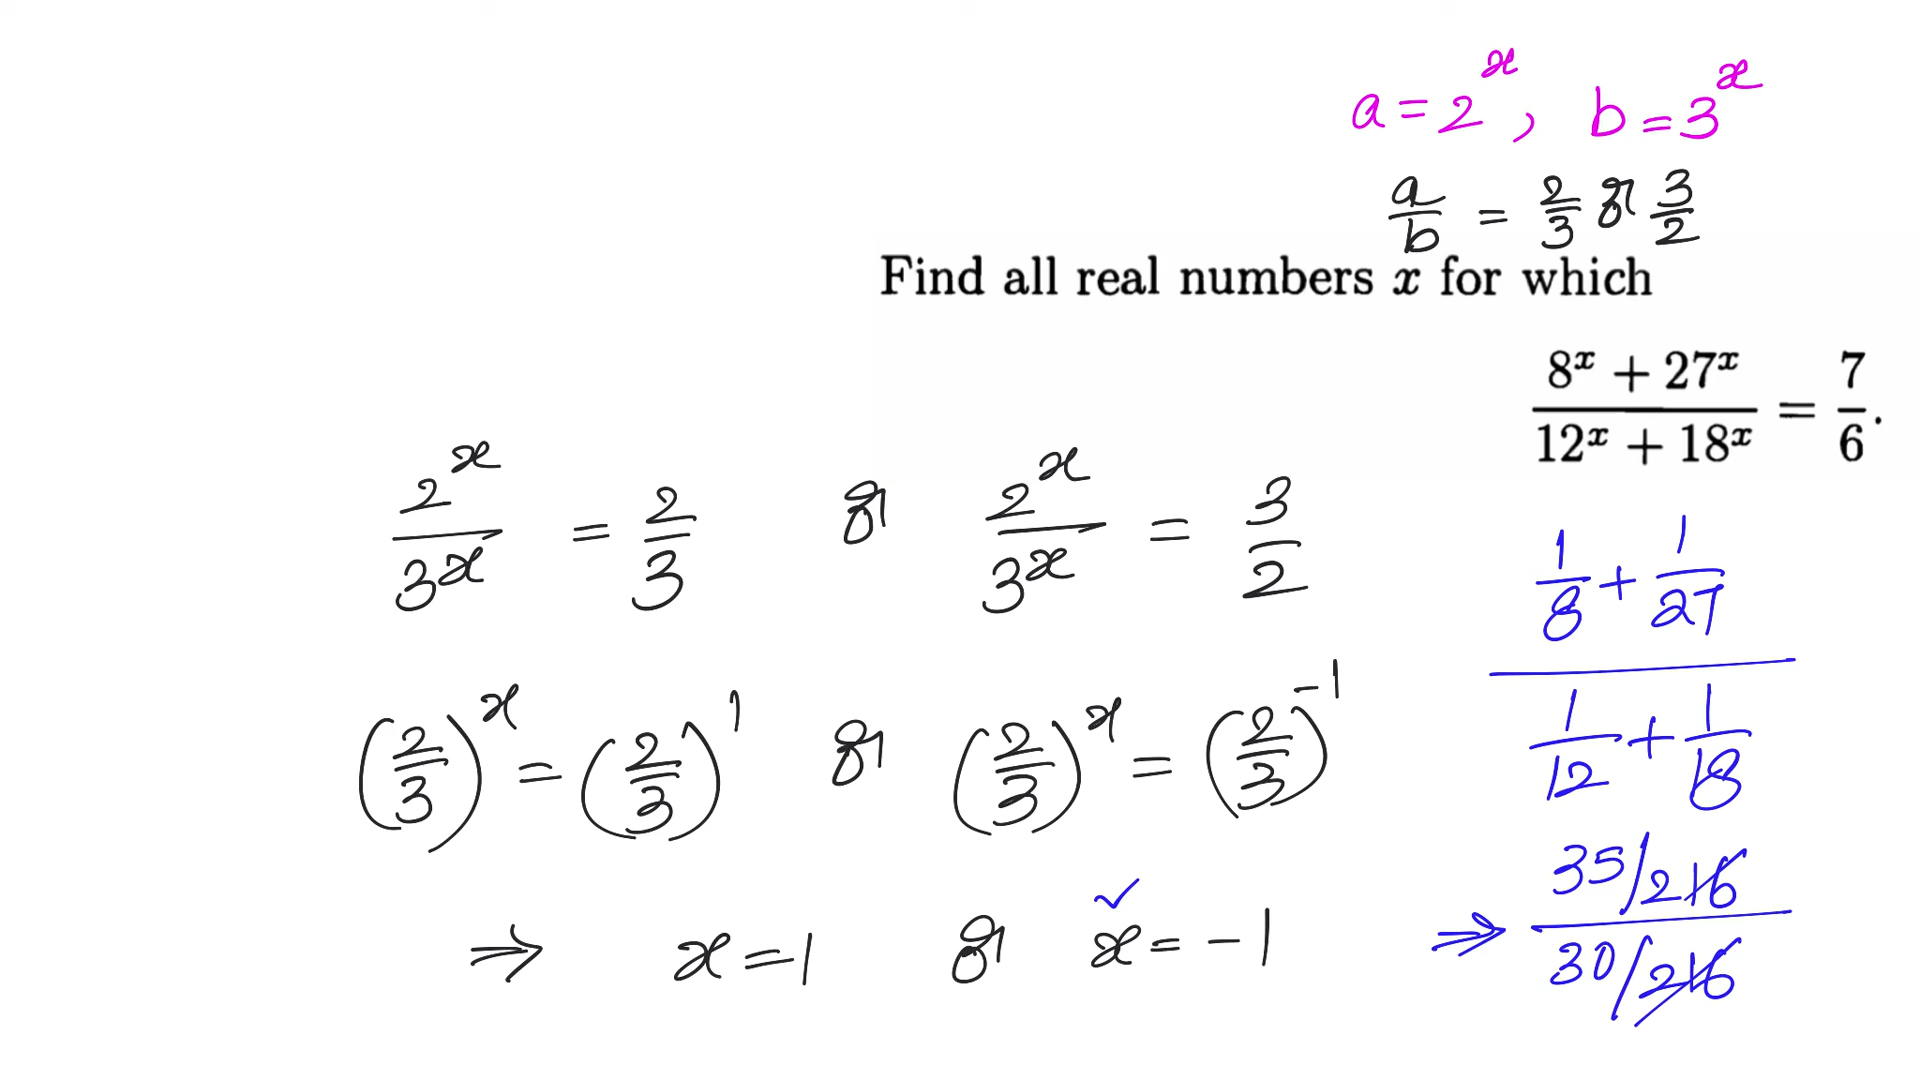 a = 2^x, b = 3^x
a/b = 2/3 or 3/2
Find all real numbers x for which
(8^x + 27^x)/(12^x + 18^x) = 7/6.
2^x/3^x = 2/3 or 2^x/3^x = 3/2
(2/3)^x = (2/3)^1 or (2/3)^x = (2/3)^-1
⇒ x = 1 or x = -1 ✓
(1/8 + 1/27)/(1/12 + 1/18)
⇒ (35/216)/(30/216)